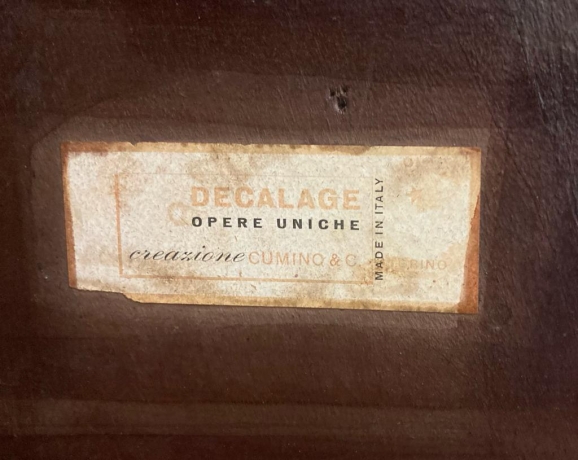 DECALAGE
OPERE UNICHE
creazione CUMINO & C.
MADE IN ITALY